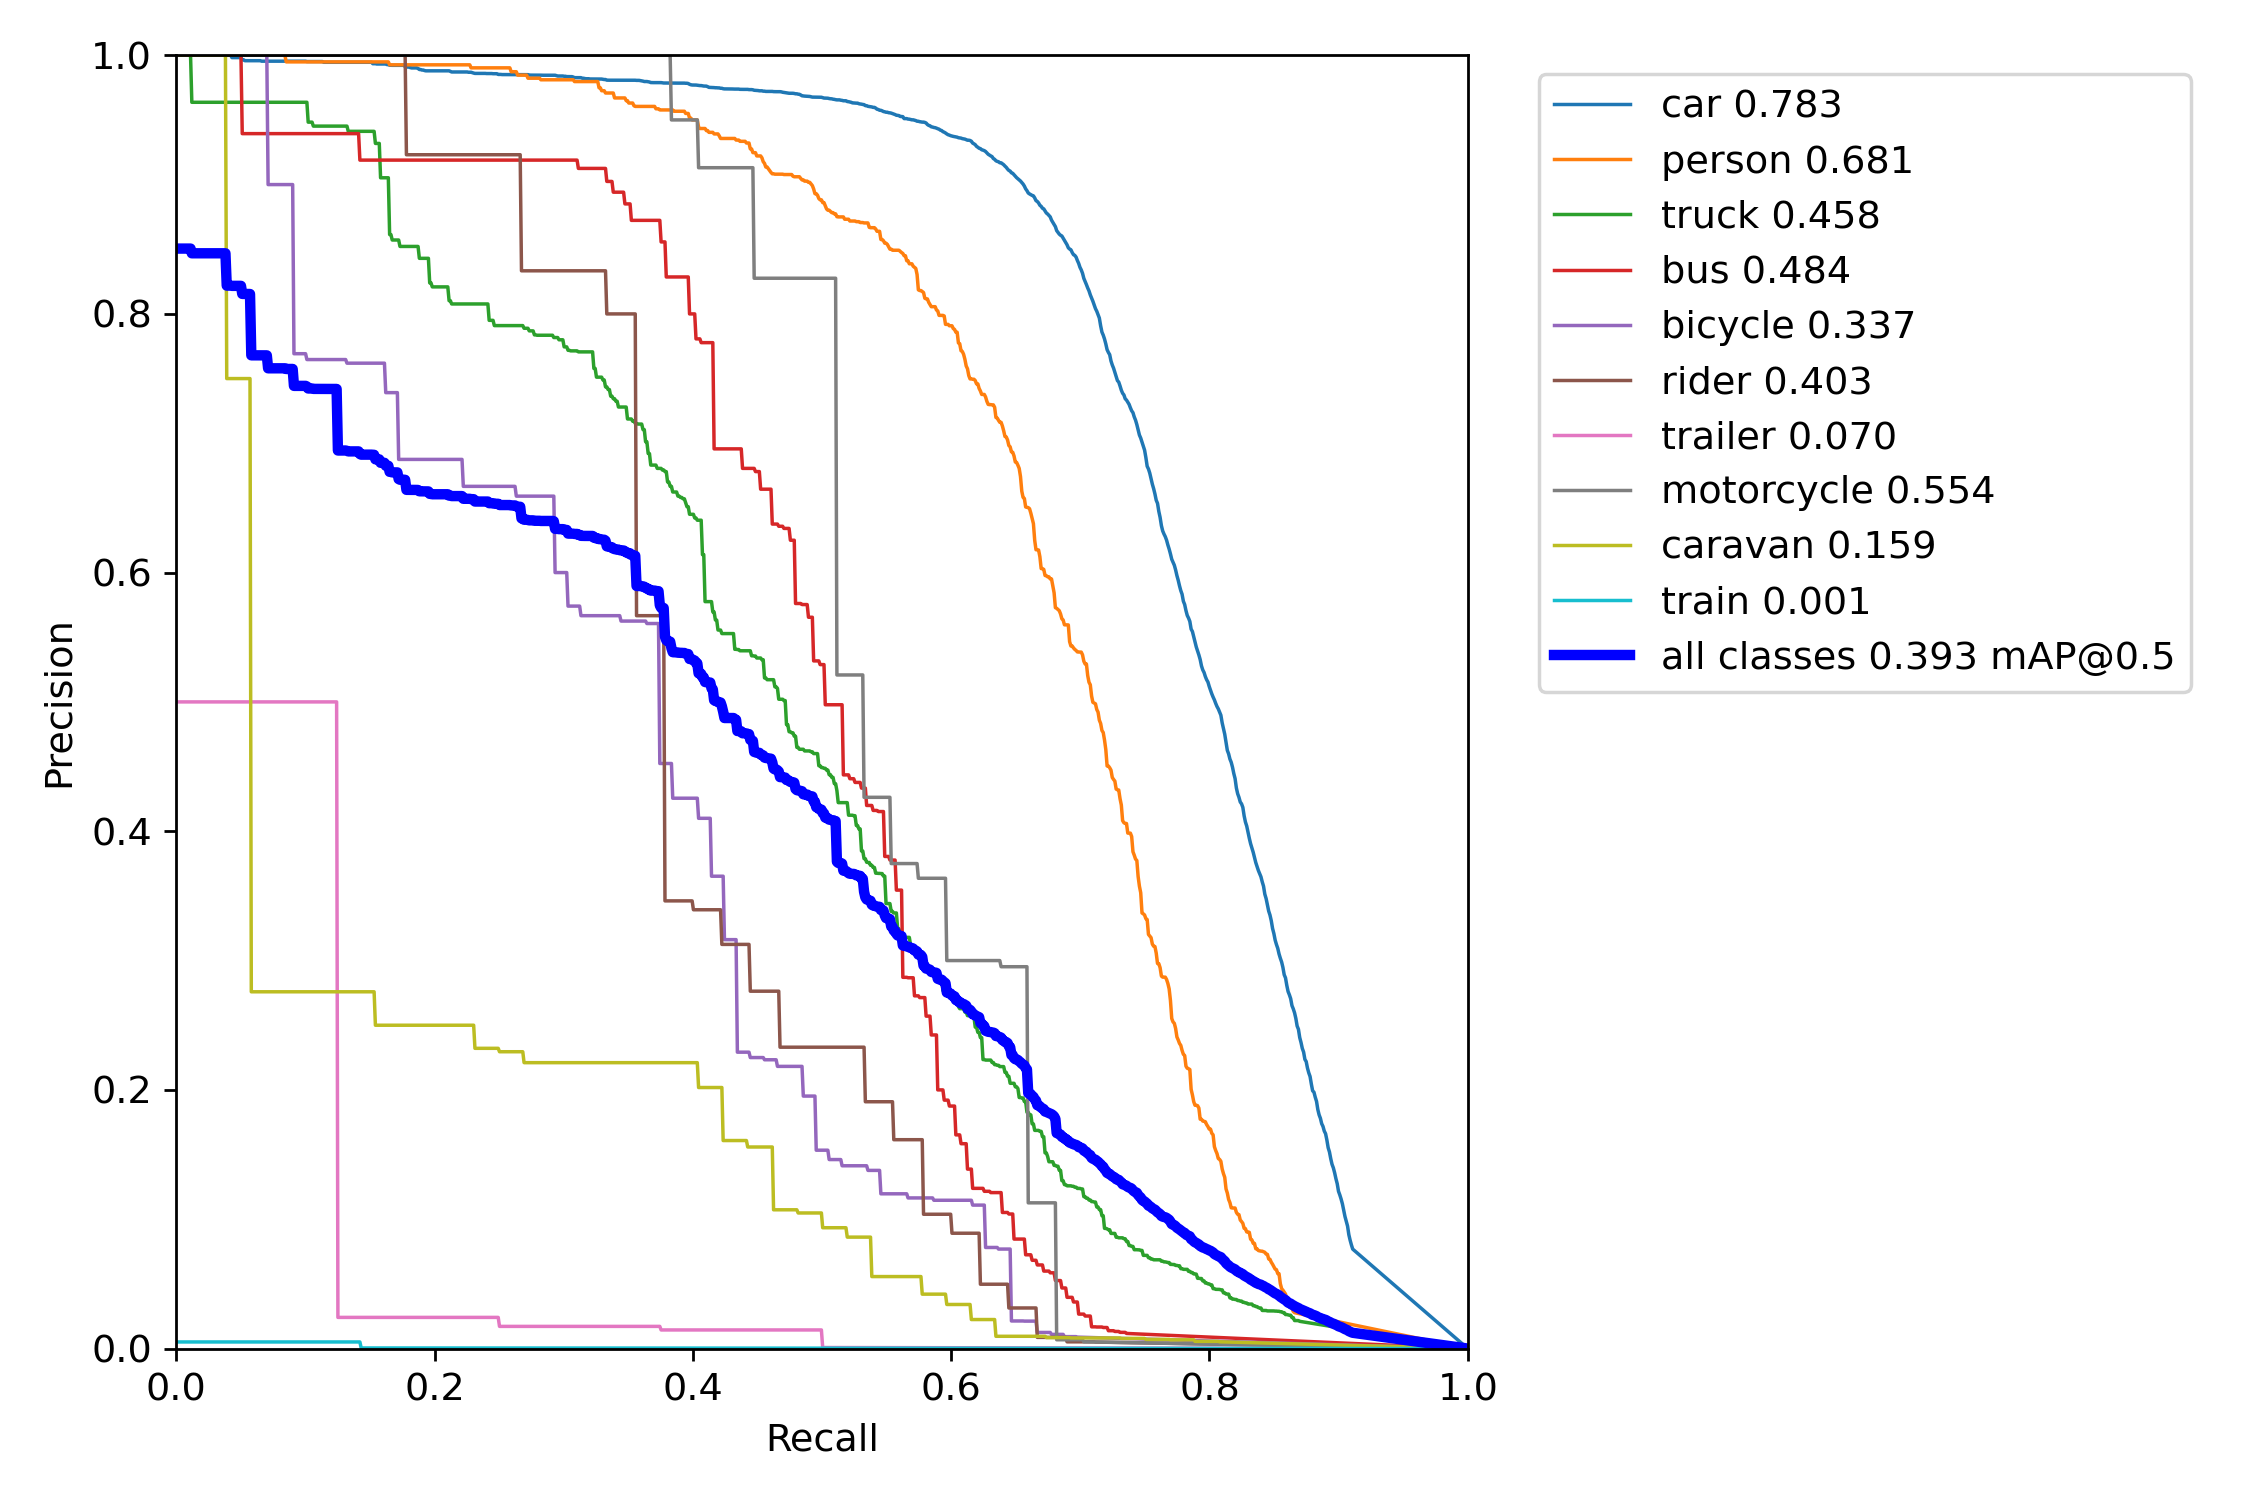 1.0
0.8
0.6
0.4
0.2
0.0
0.0 0.2 0.4 0.6 0.8 1.0
Precision
Recall
car 0.783
person 0.681
truck 0.458
bus 0.484
bicycle 0.337
rider 0.403
trailer 0.070
motorcycle 0.554
caravan 0.159
train 0.001
all classes 0.393 mAP@0.5